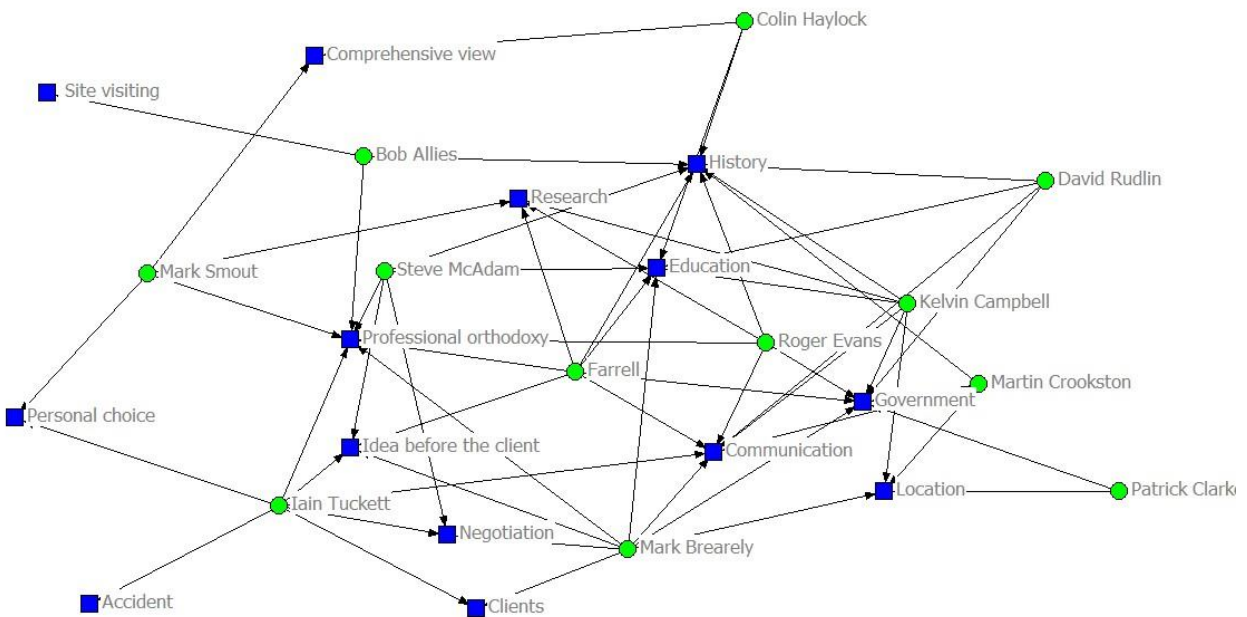 Colin Haylock
Comprehensive view
Site visiting
Bob Allies
History
David Rudlin
Research
Education
Mark Smout
Steve McAdam
Kelvin Campbell
Professional orthodoxy
Roger Evans
Farrell
Martin Crookston
Government
Personal choice
Idea before the client
Communication
Location
Patrick Clarke
Iain Tuckett
Negotiation
Mark Brearely
Accident
Clients